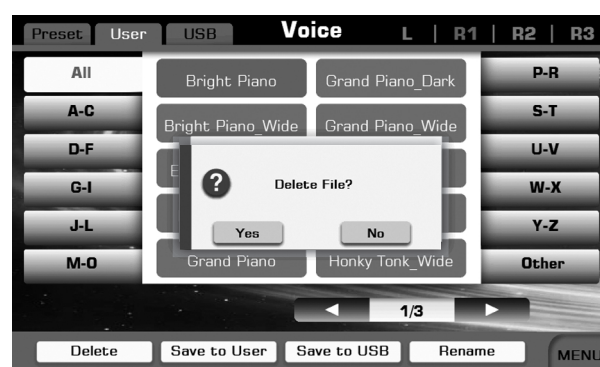 Preset User USB Voice L | R1 | R2 | R3
All Bright Piano Grand Piano_Dark P-R
A-C Bright Piano_Wide Grand Piano_Wide S-T
D-F E U-V
Delete File?
G-I W-X
J-L Yes No Y-Z
M-O Grand Piano Honky Tonk_Wide Other
1/3
Delete Save to User Save to USB Rename MENU